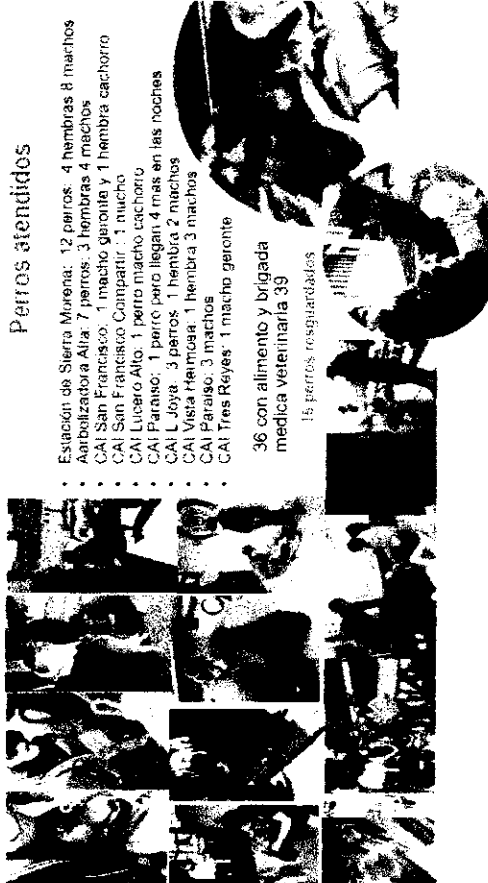 Perros atendidos
• Estación de Sierra Morena: 12 perros: 4 hembras 8 machos
• Aarbolizadora Alta: 7 perros: 3 hembras 4 machos
• CAI San Francisco: 1 macho geronte y 1 hembra cachorro
• CAI San Francisco Compartir : 1 mucho
• CAI Lucero Alto: 1 perro macho cachorro
• CAI Paraiso: 1 perro pero llegan 4 mas en las noches
• CAI L Joya: 3 perros 1 hembra 2 machos
• CAI Vista Hermosa: 1 hembra 3 machos
• CAI Paraiso: 3 machos
• CAI Tres Reyes: 1 macho geronte
36 con alimento y brigada
medica veterinaria 39
15 perros resguardados